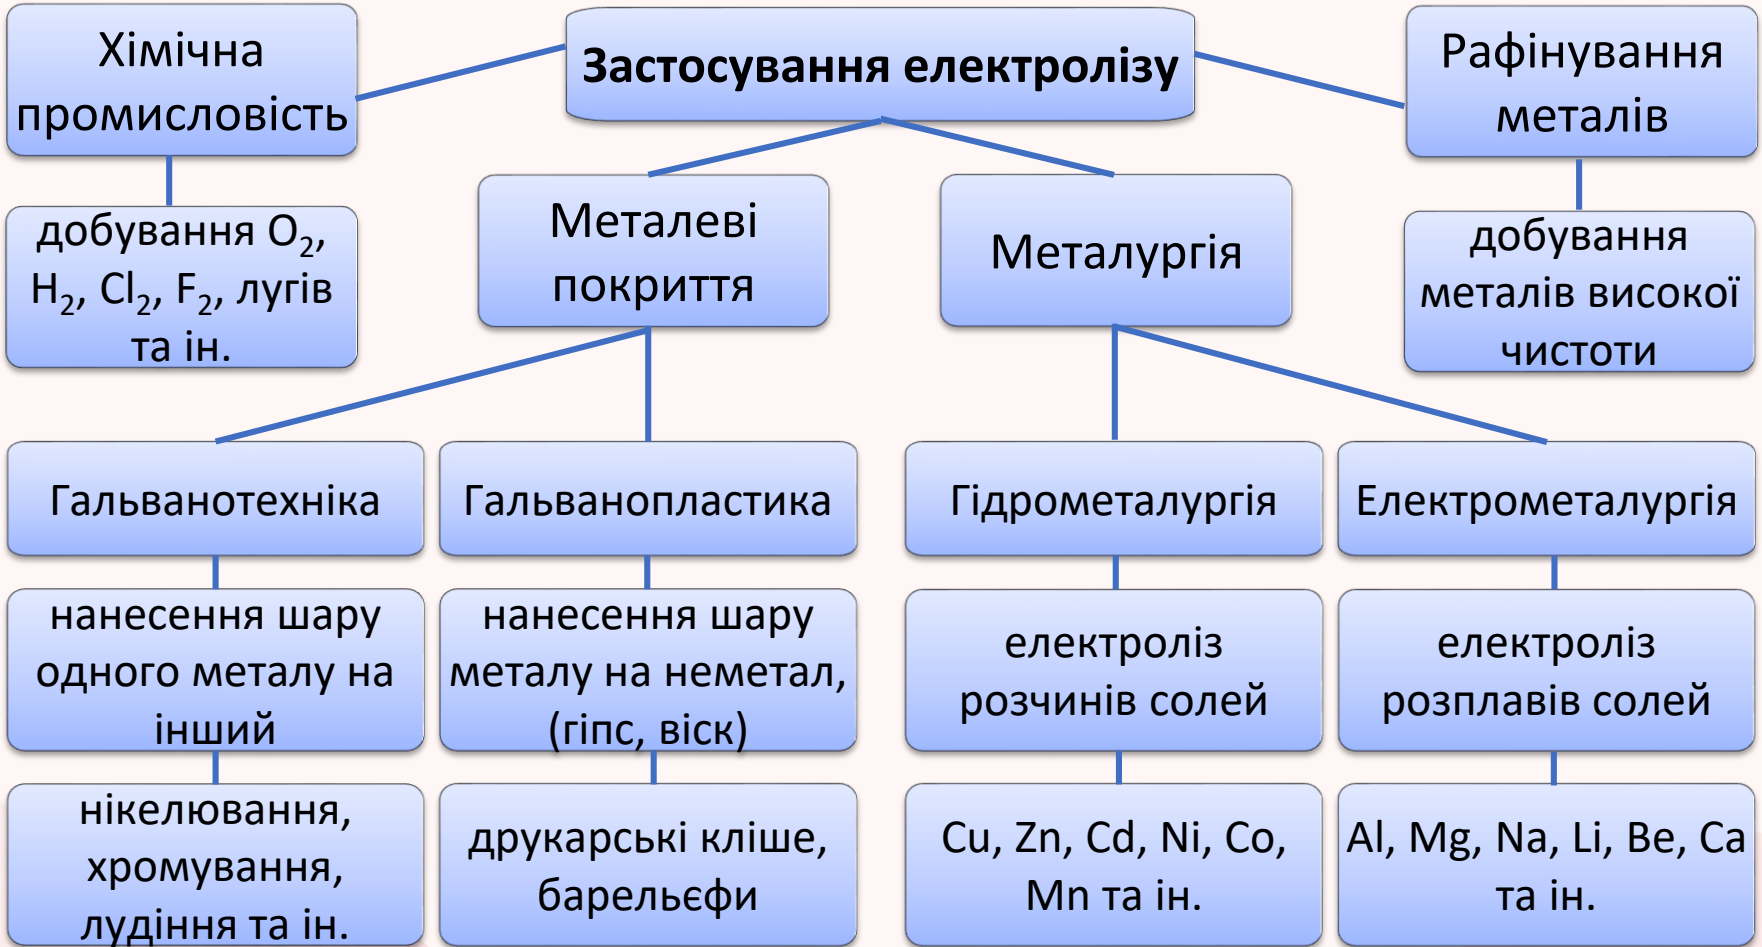 Застосування електролізу
Хімічна
промисловість
добування O₂,
H₂, Cl₂, F₂, лугів
та ін.
Металеві
покриття
Гальванотехніка
нанесення шару
одного металу на
інший
нікелювання,
хромування,
лудіння та ін.
Гальванопластика
нанесення шару
металу на неметал,
(гіпс, віск)
друкарські кліше,
барельєфи
Металургія
Гідрометалургія
електроліз
розчинів солей
Cu, Zn, Cd, Ni, Co,
Mn та ін.
Електрометалургія
електроліз
розплавів солей
Al, Mg, Na, Li, Be, Ca
та ін.
Рафінування
металів
добування
металів високої
чистоти